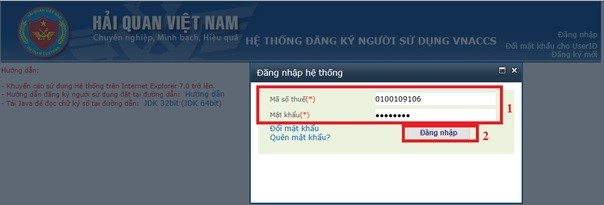 HẢI QUAN VIỆT NAM
Chuyên nghiệp, Minh bạch, Hiệu quả
HỆ THỐNG ĐĂNG KÝ NGƯỜI SỬ DỤNG VNACCS
Đăng nhập
Đổi mật khẩu cho UserID
Đăng ký mới
Hướng dẫn:
- Khuyến cáo sử dụng Hệ thống trên Internet Explorer 7.0 trở lên.
- Hướng dẫn đăng ký người sử dụng đặt tại đường dẫn: Hướng dẫn
- Tải Java để đọc chữ ký số tại đường dẫn: JDK 32bit (JDK 64bit)
Đăng nhập hệ thống
Mã số thuế(*) 0100109106
1
Mật khẩu(*) ••••••••
Đổi mật khẩu
Quên mật khẩu?
Đăng nhập
2